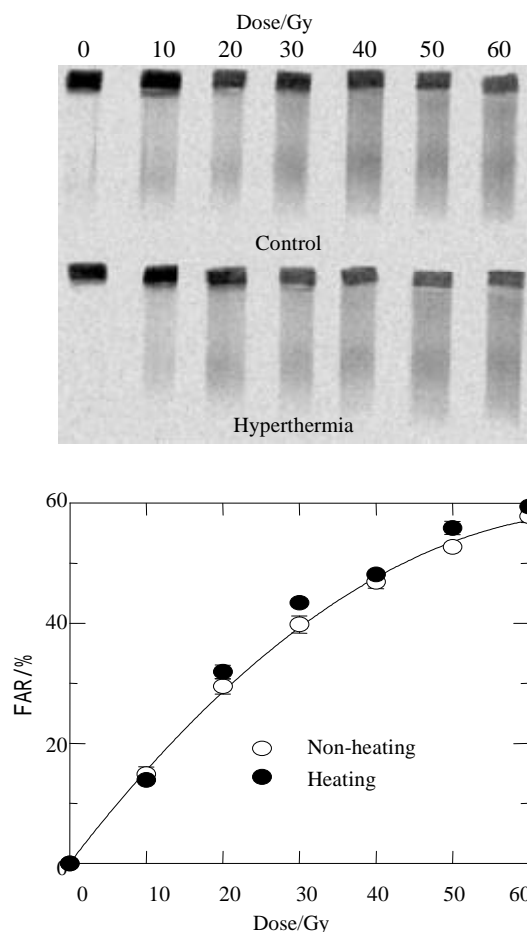 Dose/Gy
0 10 20 30 40 50 60
Control
Hyperthermia
60
40
20
0
FAR/%
Non-heating
Heating
0 10 20 30 40 50 60
Dose/Gy